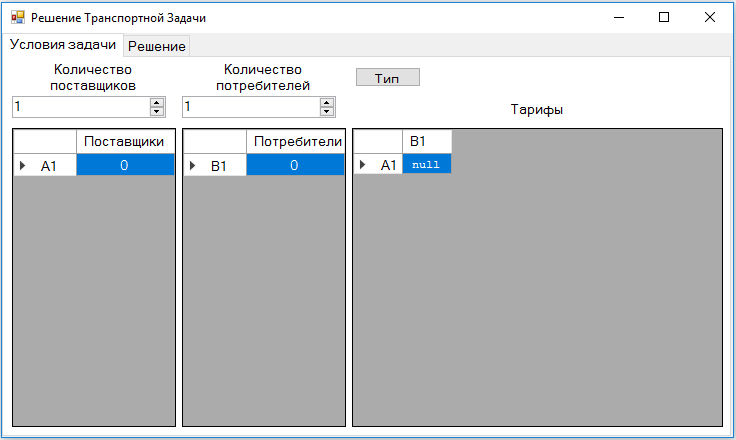 Решение Транспортной Задачи
Условия задачи Решение
Количество поставщиков
Количество потребителей
Тип
1
1
Тарифы
Поставщики
A1 0
Потребители
B1 0
B1
A1 null